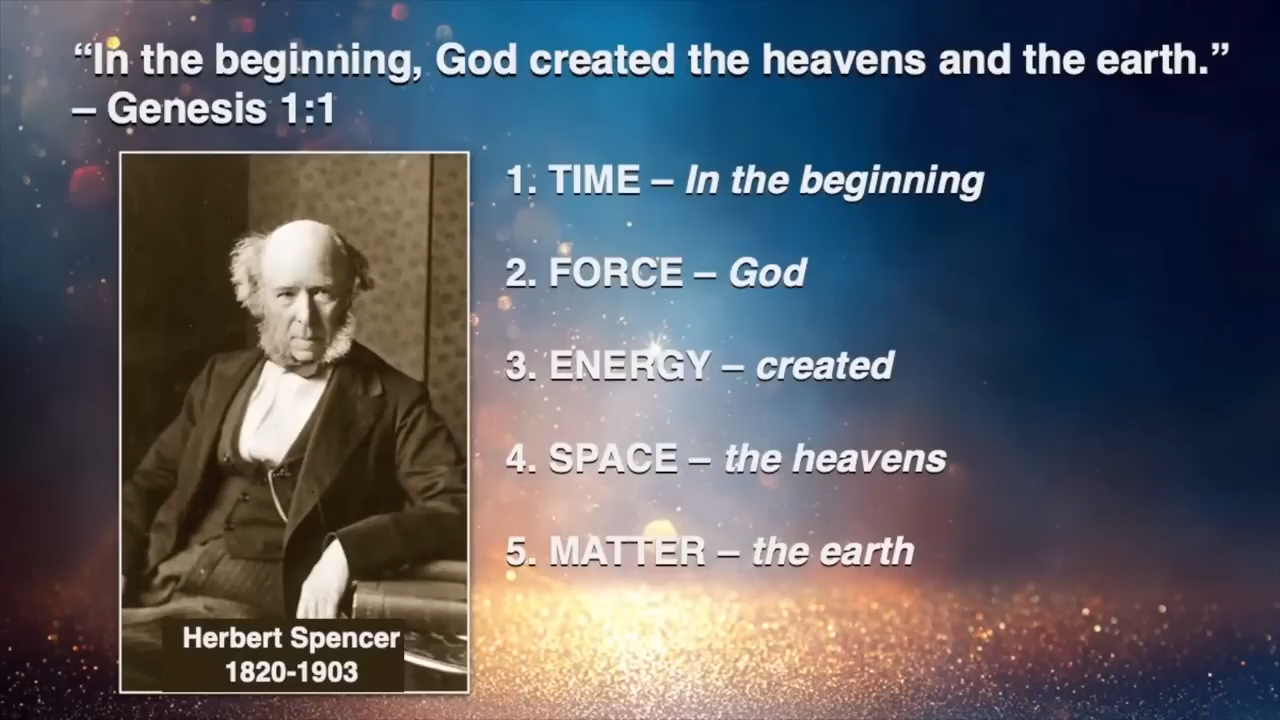 “In the beginning, God created the heavens and the earth.”
– Genesis 1:1
1. TIME – In the beginning
2. FORCE – God
3. ENERGY – created
4. SPACE – the heavens
5. MATTER – the earth
Herbert Spencer
1820-1903